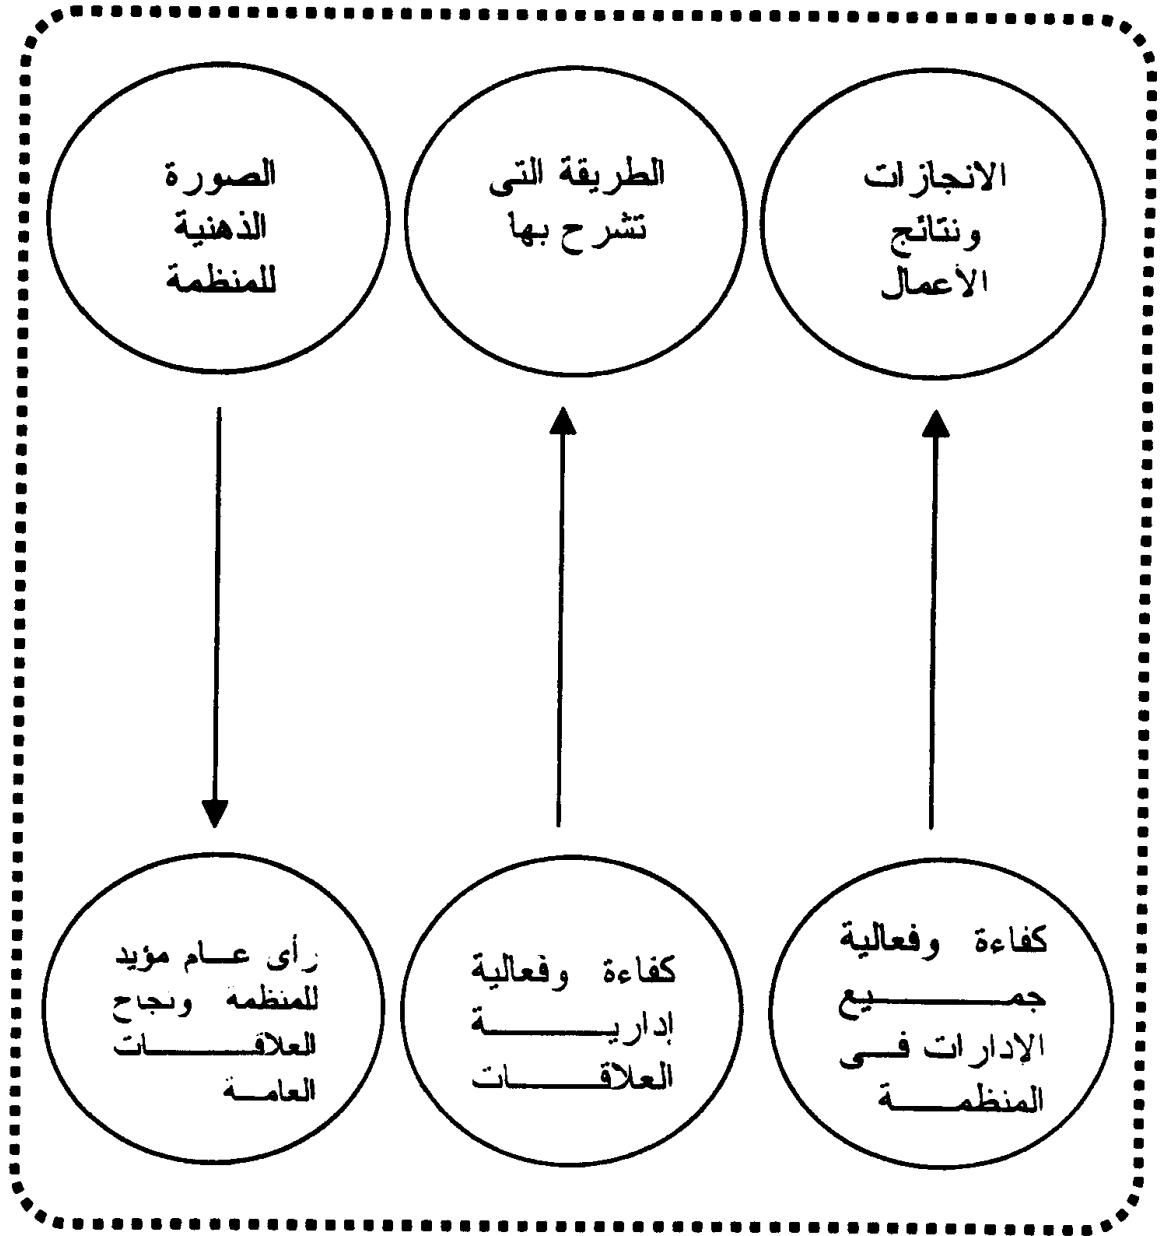 الانجازات
ونتائج
الأعمال
الطريقة التى
تشرح بها
الصورة
الذهنية
للمنظمة
كفاءة وفعالية
جميع
الإدارات فى
المنظمة
كفاءة وفعالية
إدارية
العلاقات
رأى عام مؤيد
للمنظمة ونجاح
العلاقات
العامة